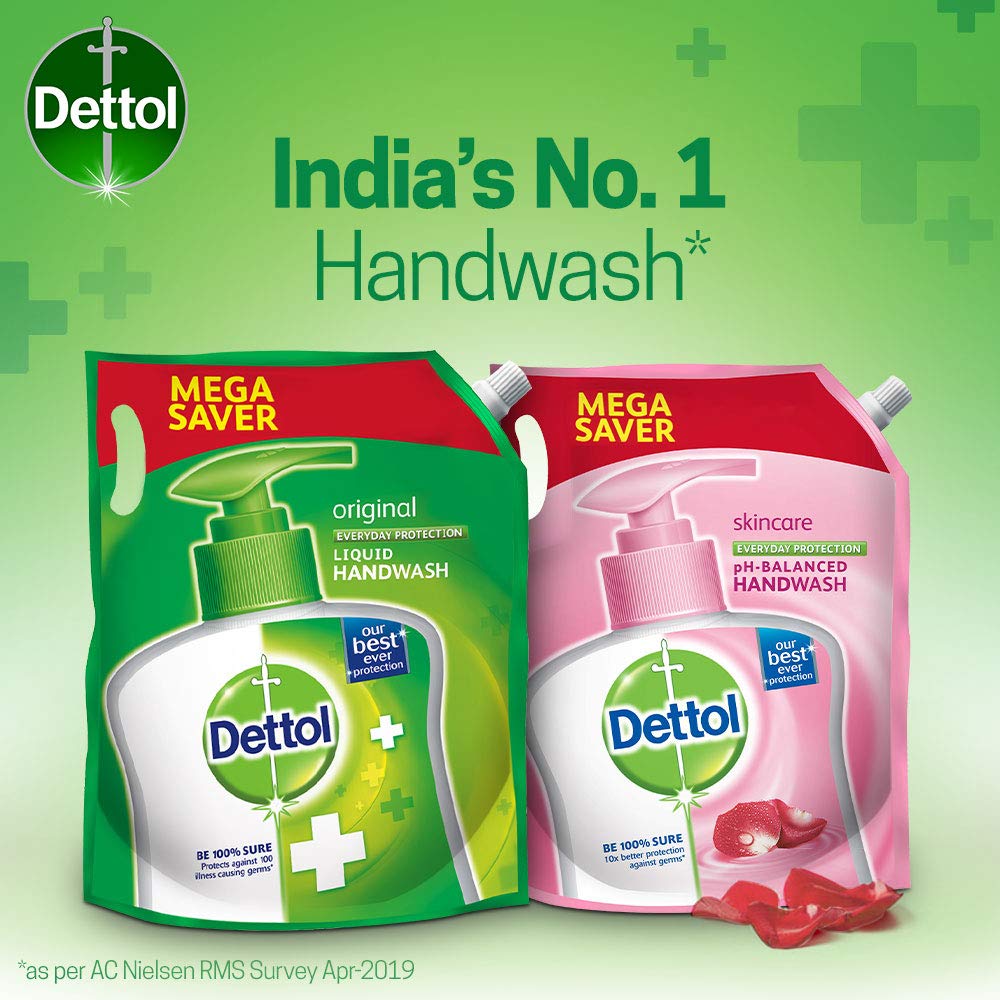 Dettol
India's No. 1
Handwash*
MEGA
SAVER
original
EVERYDAY PROTECTION
LIQUID
HANDWASH
our
best
ever
protection
Dettol
BE 100% SURE
Protects against 100
illness causing germs*
MEGA
SAVER
skincare
EVERYDAY PROTECTION
pH-BALANCED
HANDWASH
our
best
ever
protection
Dettol
BE 100% SURE
10x better protection
against germs*
*as per AC Nielsen RMS Survey Apr-2019